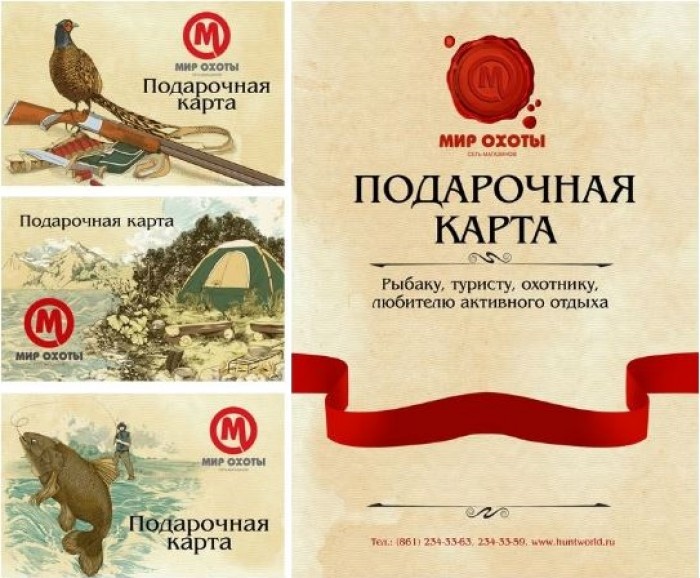 М
МИР ОХОТЫ
Подарочная
карта
Подарочная карта
М
МИР ОХОТЫ
М
МИР ОХОТЫ
Подарочная
карта
М
МИР ОХОТЫ
СЕТЬ МАГАЗИНОВ
ПОДАРОЧНАЯ
КАРТА
Рыбаку, туристу, охотнику,
любителю активного отдыха
Тел.: (861) 234-33-63, 234-33-89, www.huntworld.ru